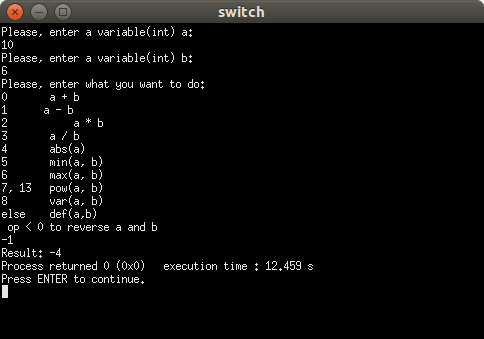 switch
Please, enter a variable(int) a:
10
Please, enter a variable(int) b:
6
Please, enter what you want to do:
0       a + b
1      a - b
2           a * b
3       a / b
4       abs(a)
5       min(a, b)
6       max(a, b)
7, 13   pow(a, b)
8       var(a, b)
else    def(a,b)
 op < 0 to reverse a and b
-1
Result: -4
Process returned 0 (0x0)   execution time : 12.459 s
Press ENTER to continue.